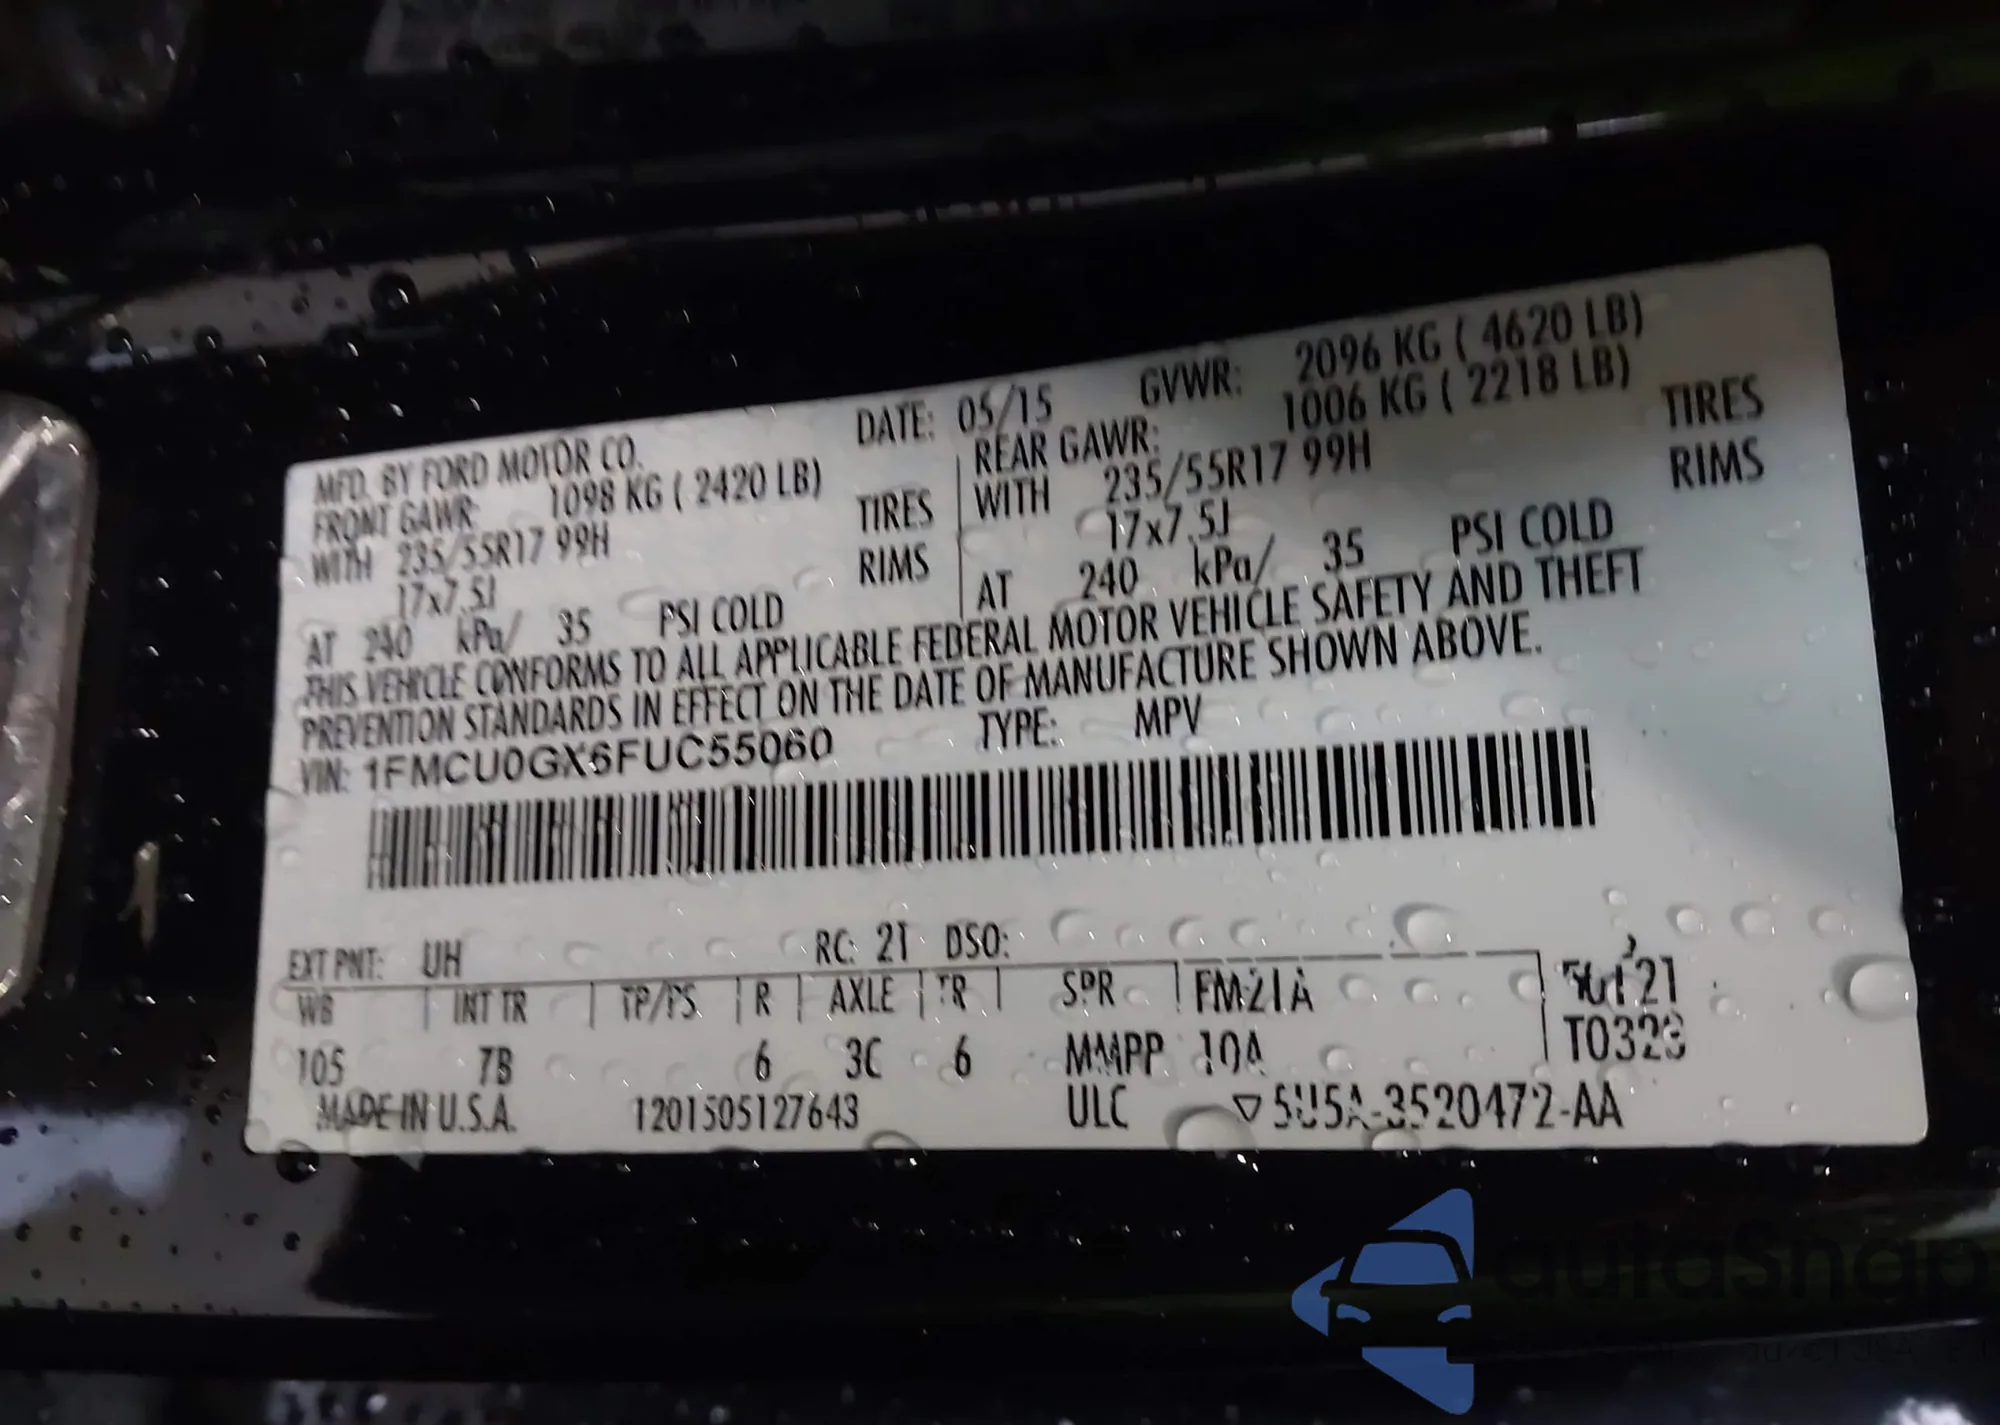 MFD. BY FORD MOTOR CO. DATE: 05/15 GVWR: 2096 KG ( 4620 LB)
FRONT GAWR: 1098 KG ( 2420 LB) REAR GAWR: 1006 KG ( 2218 LB)
WITH 235/55R17 99H TIRES WITH 235/55R17 99H TIRES
17x7.5J RIMS 17x7.5J RIMS
AT 240 kPa/ 35 PSI COLD AT 240 kPa/ 35 PSI COLD
THIS VEHICLE CONFORMS TO ALL APPLICABLE FEDERAL MOTOR VEHICLE SAFETY AND THEFT
PREVENTION STANDARDS IN EFFECT ON THE DATE OF MANUFACTURE SHOWN ABOVE.
VIN: 1FMCU0GX6FUC55060 TYPE: MPV
EXT PNT: UH RC: 21 DSO:
WB INT TR TP/PS R AXLE TR SPR FM21A
105 7B 6 3C 6 MMPP 10A
MADE IN U.S.A. 1201505127643 ULC ▽5U5A-3520472-AA
autaSnap